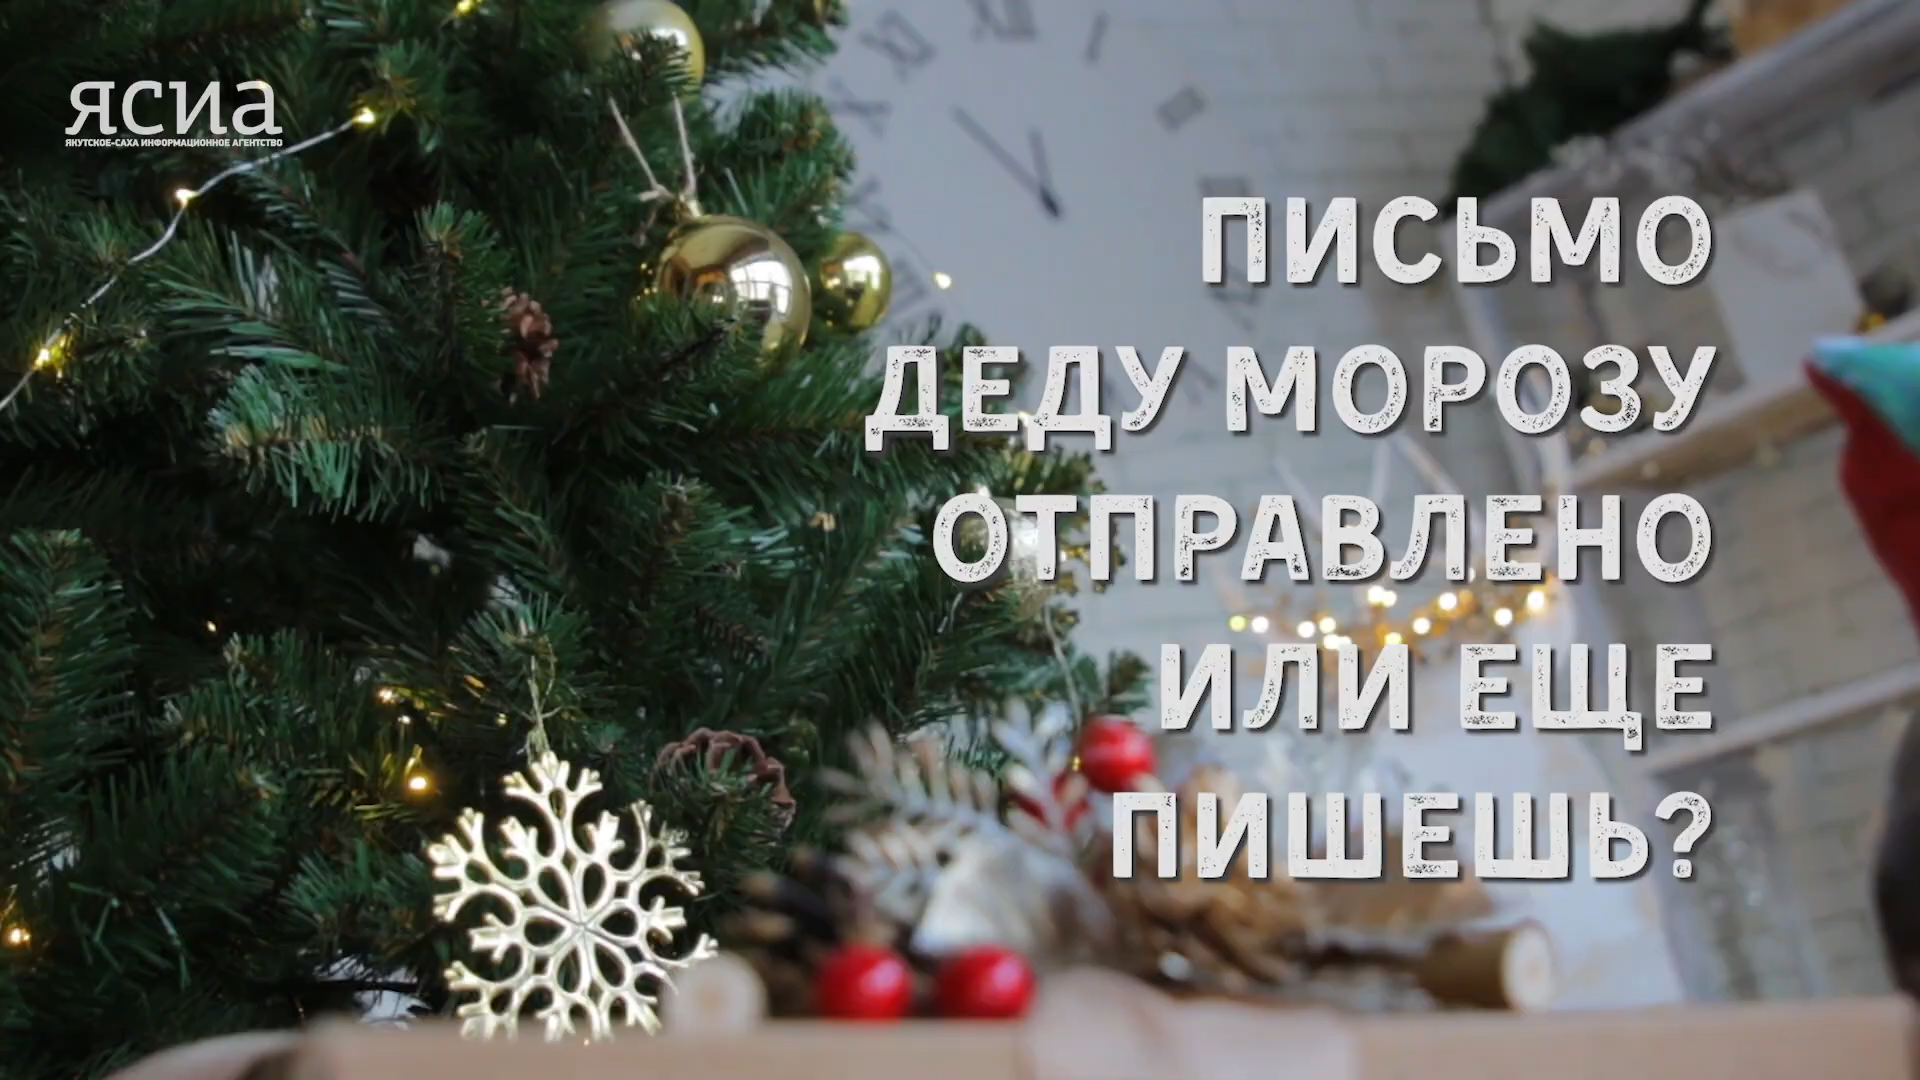 ЯСИА
ЯКУТСКОЕ-САХА ИНФОРМАЦИОННОЕ АГЕНТСТВО
ПИСЬМО
ДЕДУ МОРОЗУ
ОТПРАВЛЕНО
ИЛИ ЕЩЕ
ПИШЕШЬ?